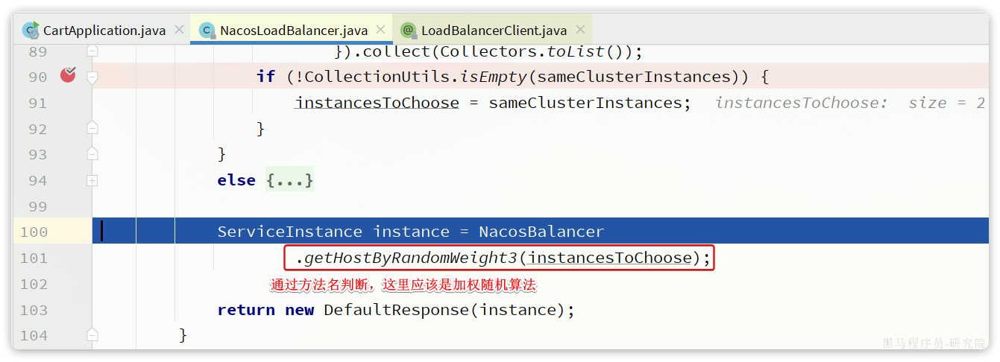 CartApplication.java NacosLoadBalancer.java LoadBalancerClient.java
89 }).collect(Collectors.toList());
90 if (!CollectionUtils.isEmpty(sameClusterInstances)) {
91 instancesToChoose = sameClusterInstances; instancesToChoose: size = 2
92 }
93 }
94 else {...}
99
100 ServiceInstance instance = NacosBalancer
101 .getHostByRandomWeight3(instancesToChoose);
102 通过方法名判断，这里应该是加权随机算法
103 return new DefaultResponse(instance);
104 }
黑马程序员-研究院